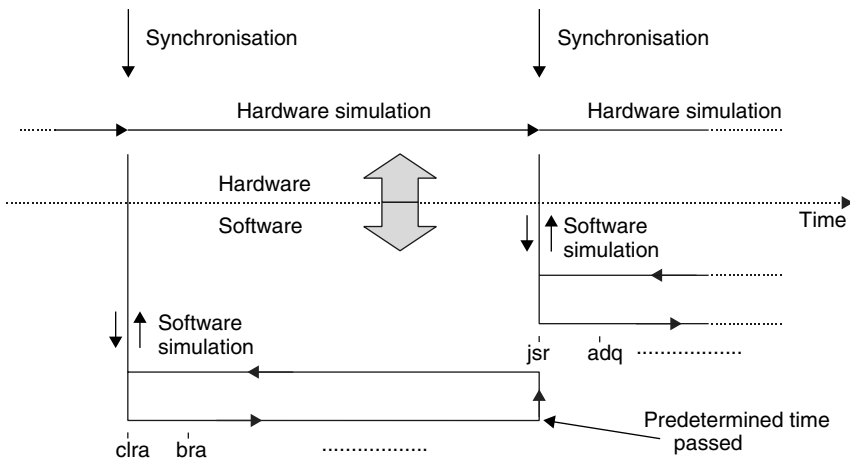 Synchronisation
Synchronisation
Hardware simulation
Hardware simulation
Hardware
Software
Time
Software
simulation
Software
simulation
jsr
adq
Predetermined time
passed
clra
bra